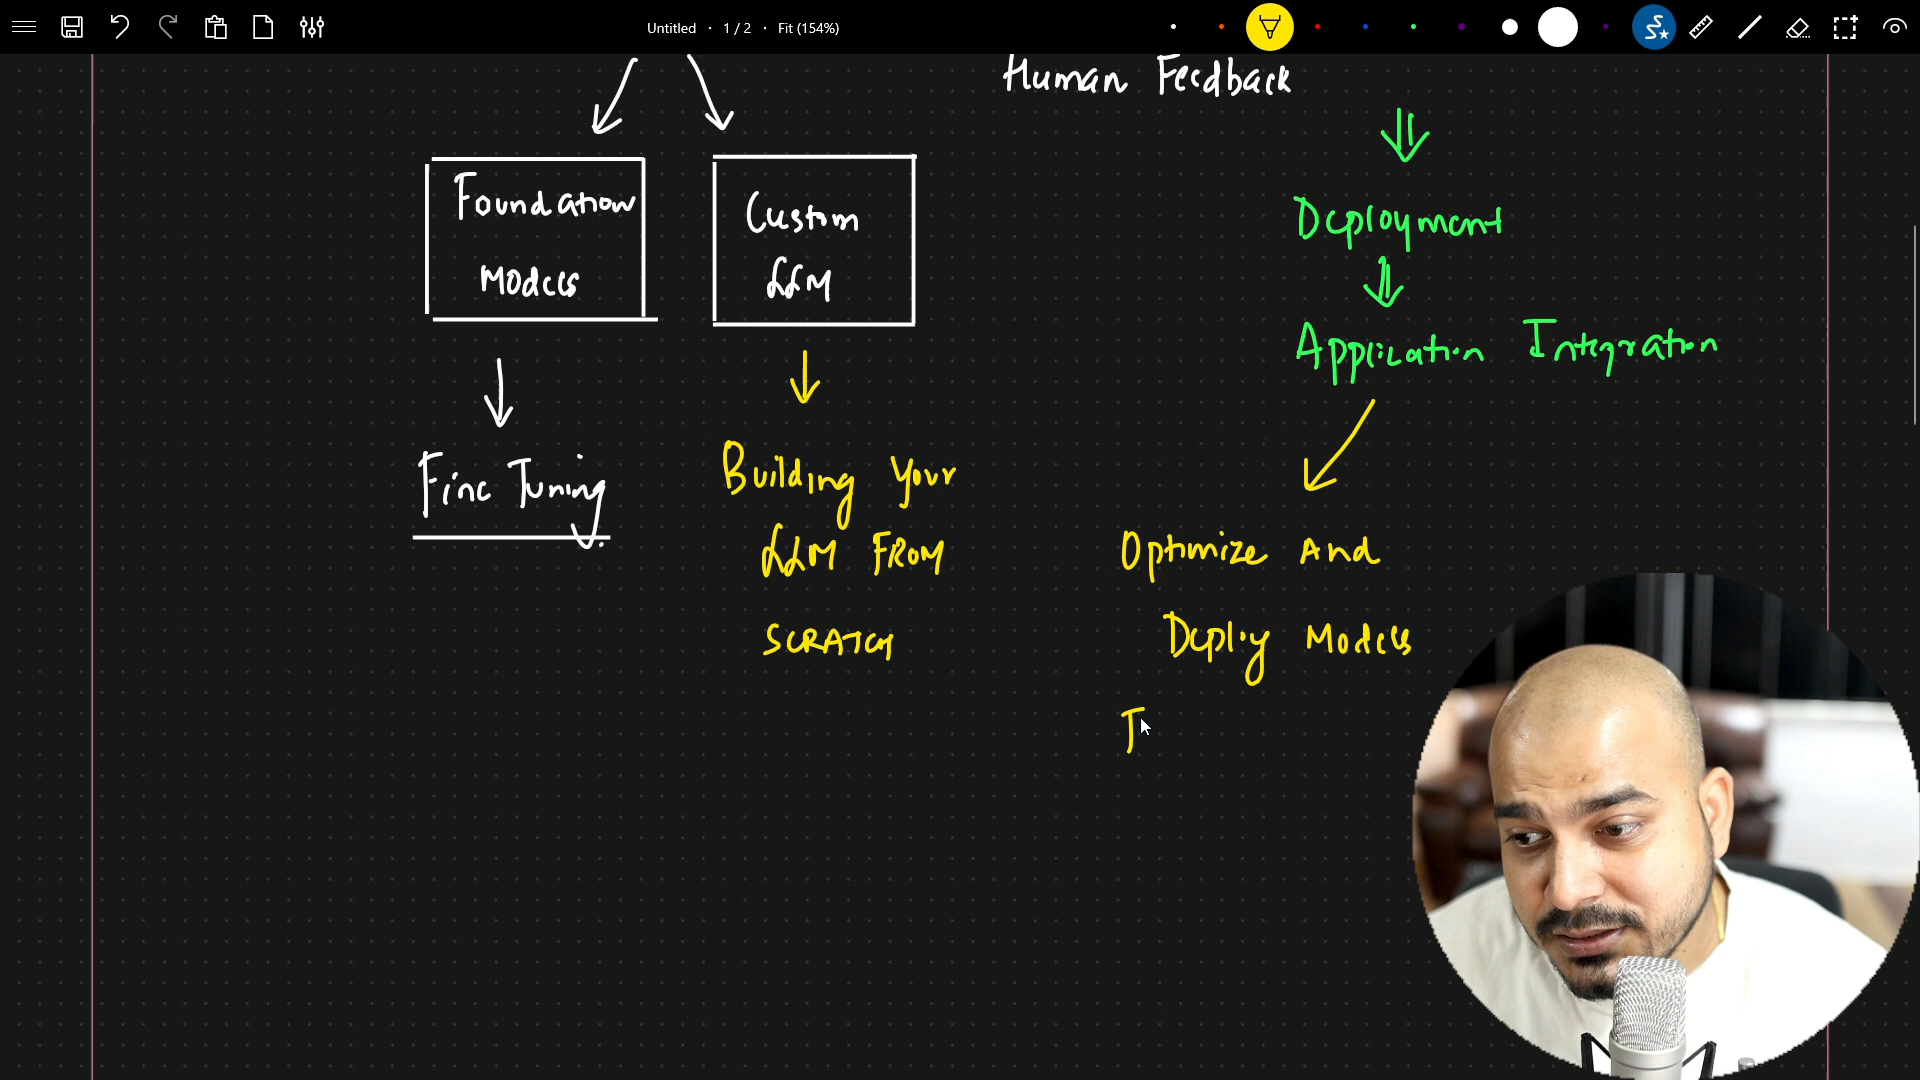 Untitled • 1 / 2 • Fit (154%)
Human Feedback
Foundation
Models
Custom
LLM
Deployment
Application Integration
Fine Tuning
Building Your
LLM FROM
SCRATCH
Optimize And
Deploy Models
T